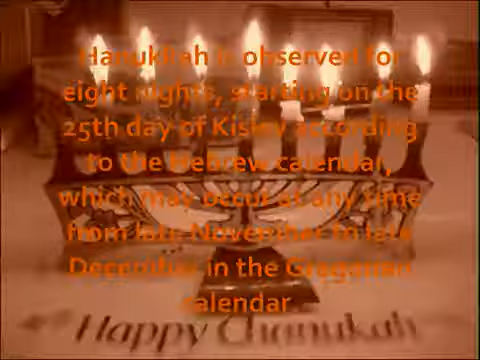 Hanukkah is observed for
eight nights, starting on the
25th day of Kislev according
to the Hebrew calendar,
which may occur at any time
from late November to late
December in the Gregorian
calendar.
Happy Chanukah